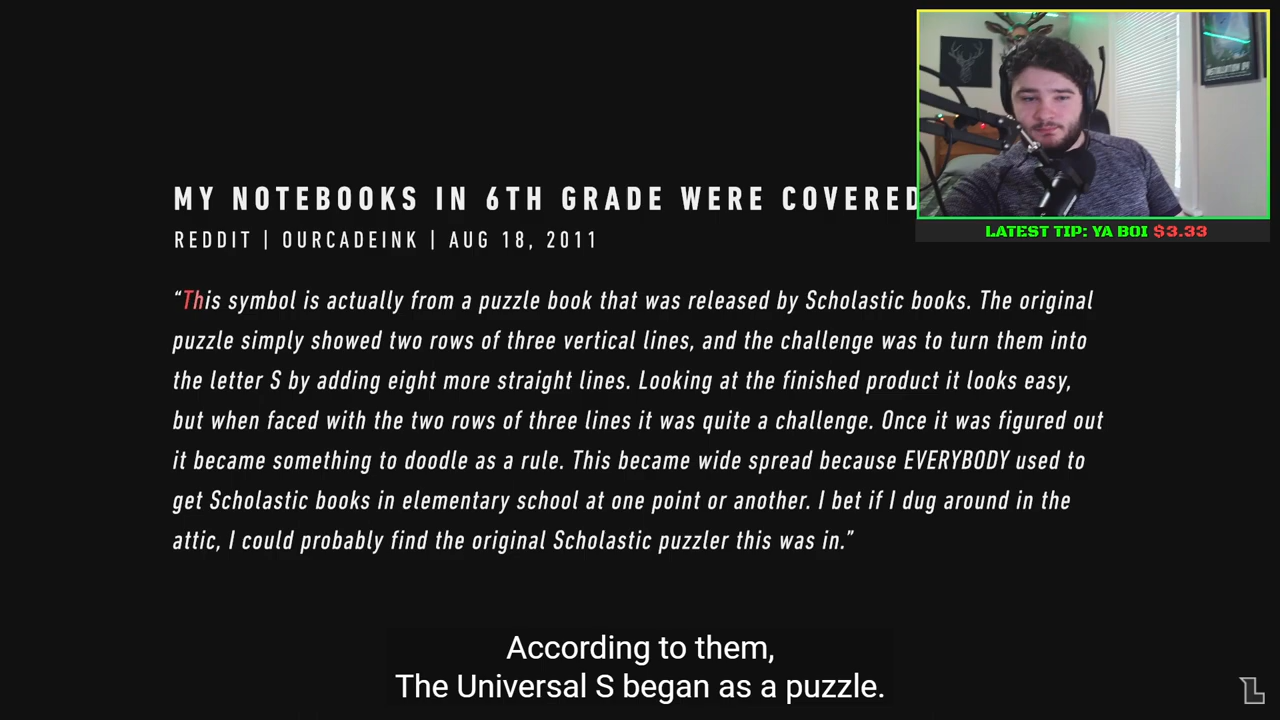 MY NOTEBOOKS IN 6TH GRADE WERE COVERED
REDDIT | OURCADEINK | AUG 18, 2011
“This symbol is actually from a puzzle book that was released by Scholastic books. The original
puzzle simply showed two rows of three vertical lines, and the challenge was to turn them into
the letter S by adding eight more straight lines. Looking at the finished product it looks easy,
but when faced with the two rows of three lines it was quite a challenge. Once it was figured out
it became something to doodle as a rule. This became wide spread because EVERYBODY used to
get Scholastic books in elementary school at one point or another. I bet if I dug around in the
attic, I could probably find the original Scholastic puzzler this was in.”
LATEST TIP: YA BOI $3.33
According to them,
The Universal S began as a puzzle.